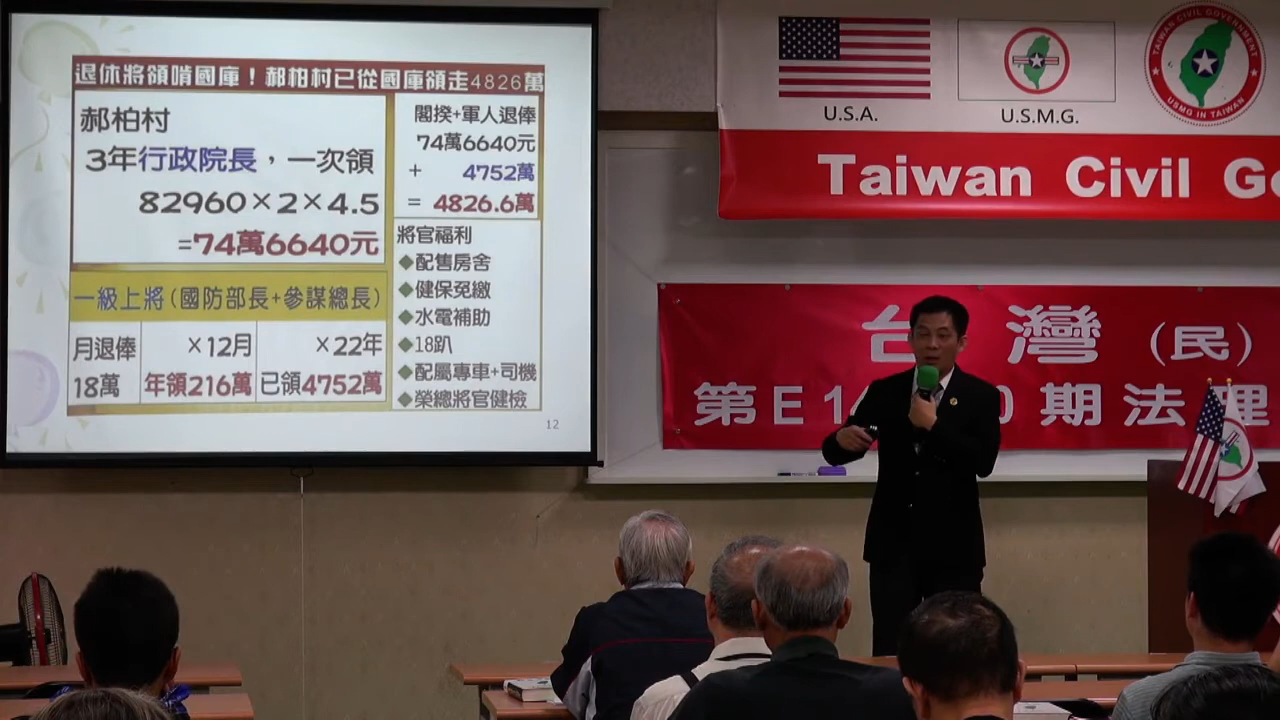 退休將領啃國庫！郝柏村已從國庫領走4826萬
郝柏村
3年行政院長，一次領
82960×2×4.5
=74萬6640元
一級上將(國防部長+參謀總長)
月退俸 ×12月 ×22年
18萬 年領216萬 已領4752萬
閣揆+軍人退俸
74萬6640元
+ 4752萬
= 4826.6萬
將官福利
◆配售房舍
◆健保免繳
◆水電補助
◆18趴
◆配屬專車+司機
◆榮總將官健檢
12
U.S.A.
U.S.M.G.
TAIWAN CIVIL GOVERNMENT
USMG IN TAIWAN
Taiwan Civil
台灣(民)
第E1 0期法理